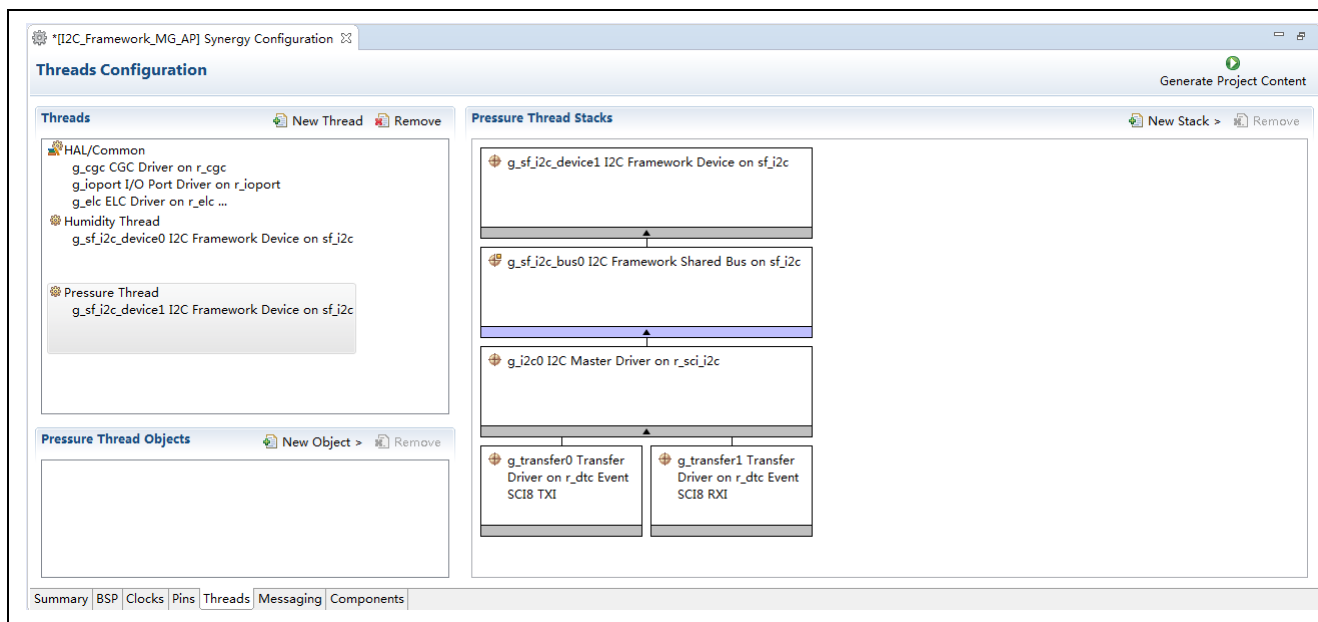 *[I2C_Framework_MG_AP] Synergy Configuration
Threads Configuration
Generate Project Content
Threads
New Thread
Remove
HAL/Common
g_cgc CGC Driver on r_cgc
g_ioport I/O Port Driver on r_ioport
g_elc ELC Driver on r_elc ...
Humidity Thread
g_sf_i2c_device0 I2C Framework Device on sf_i2c
Pressure Thread
g_sf_i2c_device1 I2C Framework Device on sf_i2c
Pressure Thread Objects
New Object >
Remove
Pressure Thread Stacks
New Stack >
Remove
g_sf_i2c_device1 I2C Framework Device on sf_i2c
g_sf_i2c_bus0 I2C Framework Shared Bus on sf_i2c
g_i2c0 I2C Master Driver on r_sci_i2c
g_transfer0 Transfer
Driver on r_dtc Event
SCI8 TXI
g_transfer1 Transfer
Driver on r_dtc Event
SCI8 RXI
Summary BSP Clocks Pins Threads Messaging Components